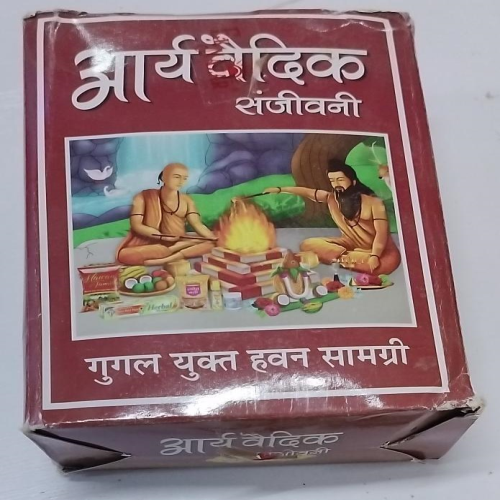 आर्य वैदिक
संजीवनी
गुगल युक्त हवन सामग्री
आर्य वैदिक